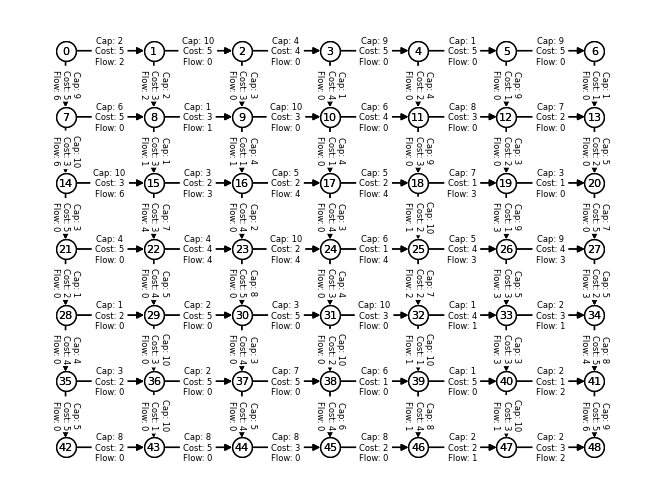 0
Cap: 2
Cost: 5
Flow: 2
1
Cap: 10
Cost: 5
Flow: 0
2
Cap: 4
Cost: 4
Flow: 0
3
Cap: 9
Cost: 5
Flow: 0
4
Cap: 1
Cost: 5
Flow: 0
5
Cap: 9
Cost: 5
Flow: 0
6
Cap: 9
Cost: 5
Flow: 6
Cap: 2
Cost: 3
Flow: 2
Cap: 3
Cost: 3
Flow: 0
Cap: 1
Cost: 4
Flow: 0
Cap: 4
Cost: 2
Flow: 0
Cap:
Cost: 1
Flow: 0
Cap: 1
Cost: 1
Flow: 0
7
Cap: 6
Cost: 5
Flow: 0
8
Cap: 1
Cost: 3
Flow: 1
9
Cap: 10
Cost: 3
Flow: 0
10
Cap: 6
Cost: 4
Flow: 0
11
Cap: 8
Cost: 3
Flow: 0
12
Cap: 7
Cost: 2
Flow: 0
13
Cap: 10
Cost: 3
Flow: 6
Cap: 1
Cost: 3
Flow: 1
Cap: 4
Cost: 1
Flow: 1
Cap: 4
Cost: 1
Flow: 0
Cap: 9
Cost: 3
Flow: 0
Cap: 3
Cost: 2
Flow: 0
Cap: 5
Cost: 2
Flow: 0
14
Cap: 10
Cost: 3
Flow: 6
15
Cap: 3
Cost: 2
Flow: 3
16
Cap: 5
Cost: 2
Flow: 4
17
Cap: 5
Cost: 2
Flow: 4
18
Cap: 7
Cost: 1
Flow: 3
19
Cap: 3
Cost: 1
Flow: 0
20
Cap: 3
Cost: 5
Flow: 0
Cap: 7
Cost: 3
Flow: 4
Cap: 2
Cost: 4
Flow: 0
Cap: 3
Cost: 4
Flow: 0
Cap: 10
Cost: 2
Flow: 1
Cap: 9
Cost: 1
Flow: 3
Cap: 7
Cost:
Flow: 0
21
Cap: 4
Cost: 5
Flow: 0
22
Cap: 4
Cost: 4
Flow: 4
23
Cap: 10
Cost: 2
Flow: 4
24
Cap: 6
Cost: 1
Flow: 4
25
Cap: 5
Cost: 4
Flow: 3
26
Cap: 9
Cost: 4
Flow: 3
27
Cap: 1
Cost: 2
Flow: 0
Cap: 5
Cost: 4
Flow: 0
Cap: 8
Cost: 5
Flow: 0
Cap: 4
Cost: 3
Flow: 0
Cap: 7
Cost: 2
Flow: 2
Cap: 5
Cost: 3
Flow: 3
Cap: 5
Cost: 2
Flow: 3
28
Cap: 1
Cost: 2
Flow: 0
29
Cap: 2
Cost: 5
Flow: 0
30
Cap: 3
Cost: 5
Flow: 0
31
Cap: 10
Cost: 3
Flow: 0
32
Cap: 1
Cost: 4
Flow: 1
33
Cap: 2
Cost: 3
Flow: 1
34
Cap: 4
Cost: 4
Flow: 0
Cap: 10
Cost: 3
Flow: 0
Cap: 3
Cost: 4
Flow: 0
Cap: 10
Cost: 2
Flow: 0
Cap: 10
Cost: 1
Flow: 1
Cap: 3
Cost: 3
Flow: 3
Cap: 8
Cost: 5
Flow: 4
35
Cap: 3
Cost: 2
Flow: 0
36
Cap: 2
Cost: 5
Flow: 0
37
Cap: 7
Cost: 5
Flow: 0
38
Cap: 6
Cost: 1
Flow: 0
39
Cap: 1
Cost: 5
Flow: 0
40
Cap: 2
Cost: 1
Flow: 2
41
Cap: 5
Cost: 5
Flow: 0
Cap: 10
Cost: 1
Flow: 0
Cap: 5
Cost: 4
Flow: 0
Cap: 6
Cost: 4
Flow: 0
Cap: 8
Cost: 5
Flow: 1
Cap: 10
Cost: 3
Flow: 1
Cap: 9
Cost: 5
Flow: 6
42
Cap: 8
Cost: 2
Flow: 0
43
Cap: 8
Cost: 5
Flow: 0
44
Cap: 8
Cost: 3
Flow: 0
45
Cap: 8
Cost: 2
Flow: 0
46
Cap: 2
Cost: 2
Flow: 1
47
Cap: 2
Cost: 3
Flow: 2
48